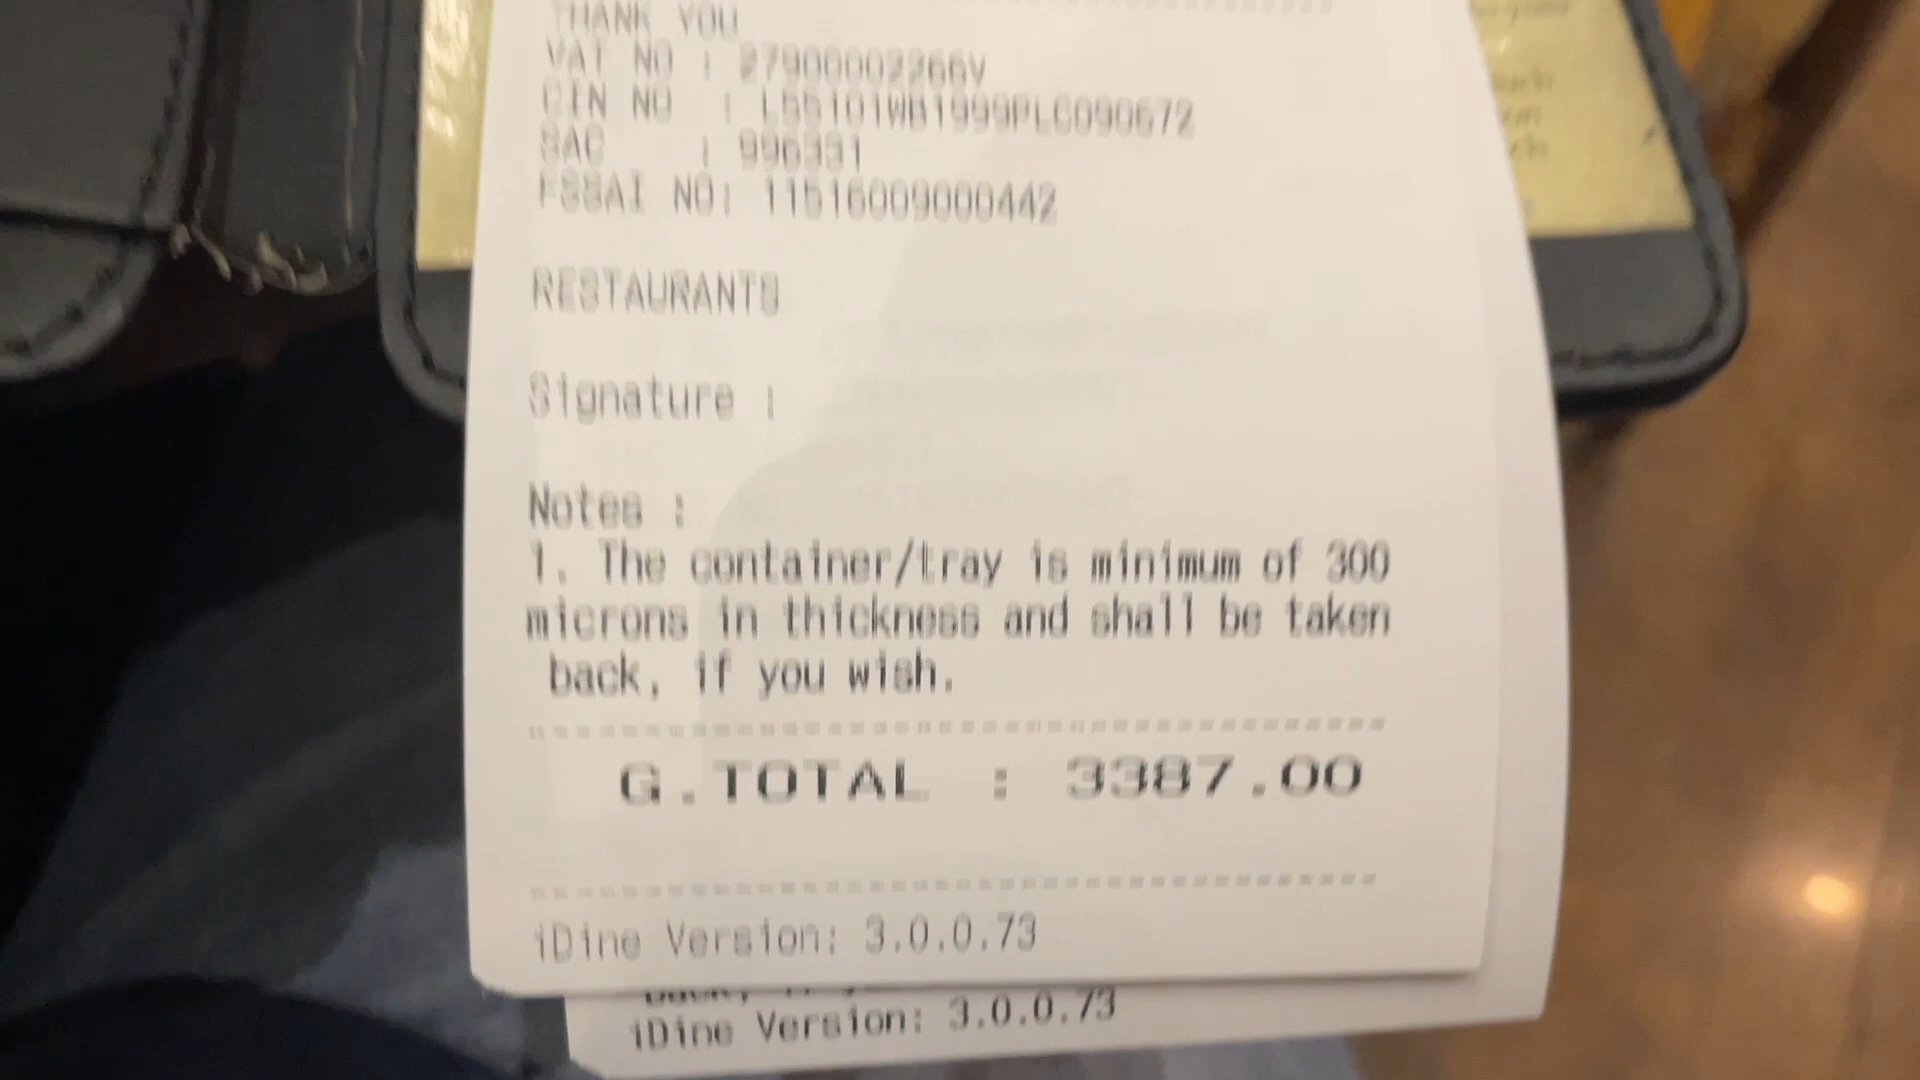 THANK YOU
VAT NO : 27900002266V
CIN NO : L55101WB1999PLC090672
SAC : 996331
FSSAI NO: 11516009000442
RESTAURANTS
Signature :
Notes :
1. The container/tray is minimum of 300
microns in thickness and shall be taken
back, if you wish.
G.TOTAL : 3387.00
iDine Version: 3.0.0.73
iDine Version: 3.0.0.73